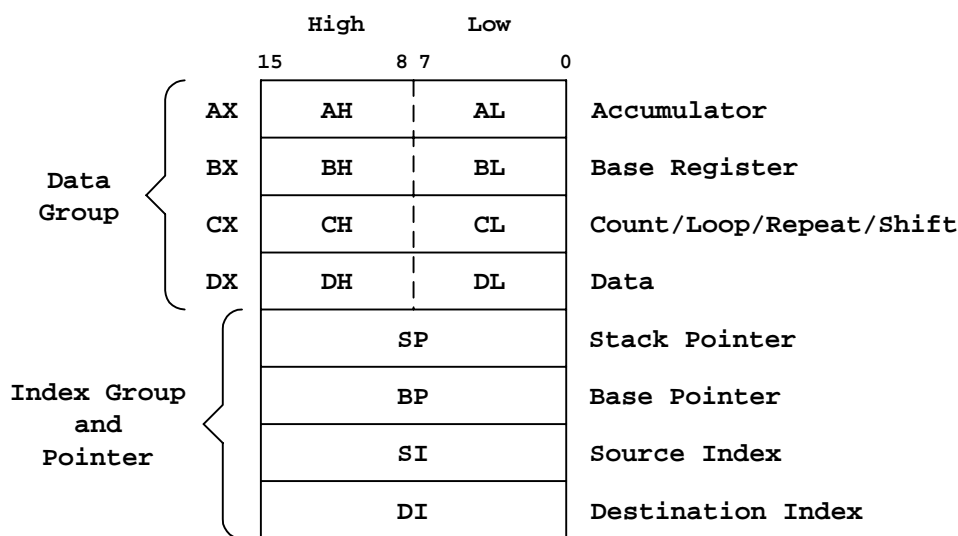 High Low
15 8 7 0
AX AH AL Accumulator
BX BH BL Base Register
Data
Group
CX CH CL Count/Loop/Repeat/Shift
DX DH DL Data
SP Stack Pointer
Index Group
and
Pointer
BP Base Pointer
SI Source Index
DI Destination Index